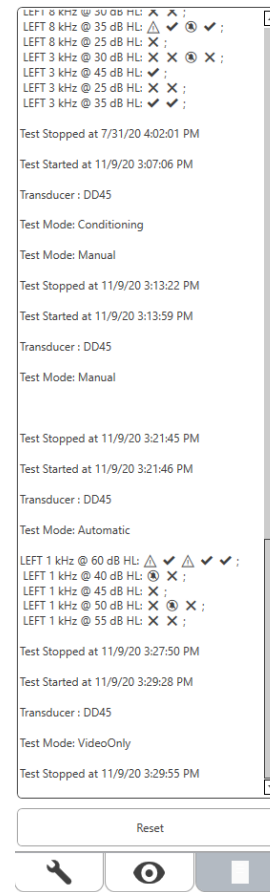 LEFT 8 kHz @ 30 dB HL: ✕ ✕ ;
LEFT 8 kHz @ 35 dB HL: ⚠ ✔ 🔕 ✔ ;
LEFT 8 kHz @ 25 dB HL: ✕ ;
LEFT 3 kHz @ 30 dB HL: ✕ ✕ 🔕 ✕ ;
LEFT 3 kHz @ 45 dB HL: ✔ ;
LEFT 3 kHz @ 25 dB HL: ✕ ✕ ;
LEFT 3 kHz @ 35 dB HL: ✔ ✔ ;
Test Stopped at 7/31/20 4:02:01 PM
Test Started at 11/9/20 3:07:06 PM
Transducer : DD45
Test Mode: Conditioning
Test Mode: Manual
Test Stopped at 11/9/20 3:13:22 PM
Test Started at 11/9/20 3:13:59 PM
Transducer : DD45
Test Mode: Manual
Test Stopped at 11/9/20 3:21:45 PM
Test Started at 11/9/20 3:21:46 PM
Transducer : DD45
Test Mode: Automatic
LEFT 1 kHz @ 60 dB HL: ⚠ ✔ ⚠ ✔ ✔ ;
LEFT 1 kHz @ 40 dB HL: 🔕 ✕ ;
LEFT 1 kHz @ 45 dB HL: ✕ ;
LEFT 1 kHz @ 50 dB HL: ✕ 🔕 ✕ ;
LEFT 1 kHz @ 55 dB HL: ✕ ✕ ;
Test Stopped at 11/9/20 3:27:50 PM
Test Started at 11/9/20 3:29:28 PM
Transducer : DD45
Test Mode: VideoOnly
Test Stopped at 11/9/20 3:29:55 PM
Reset